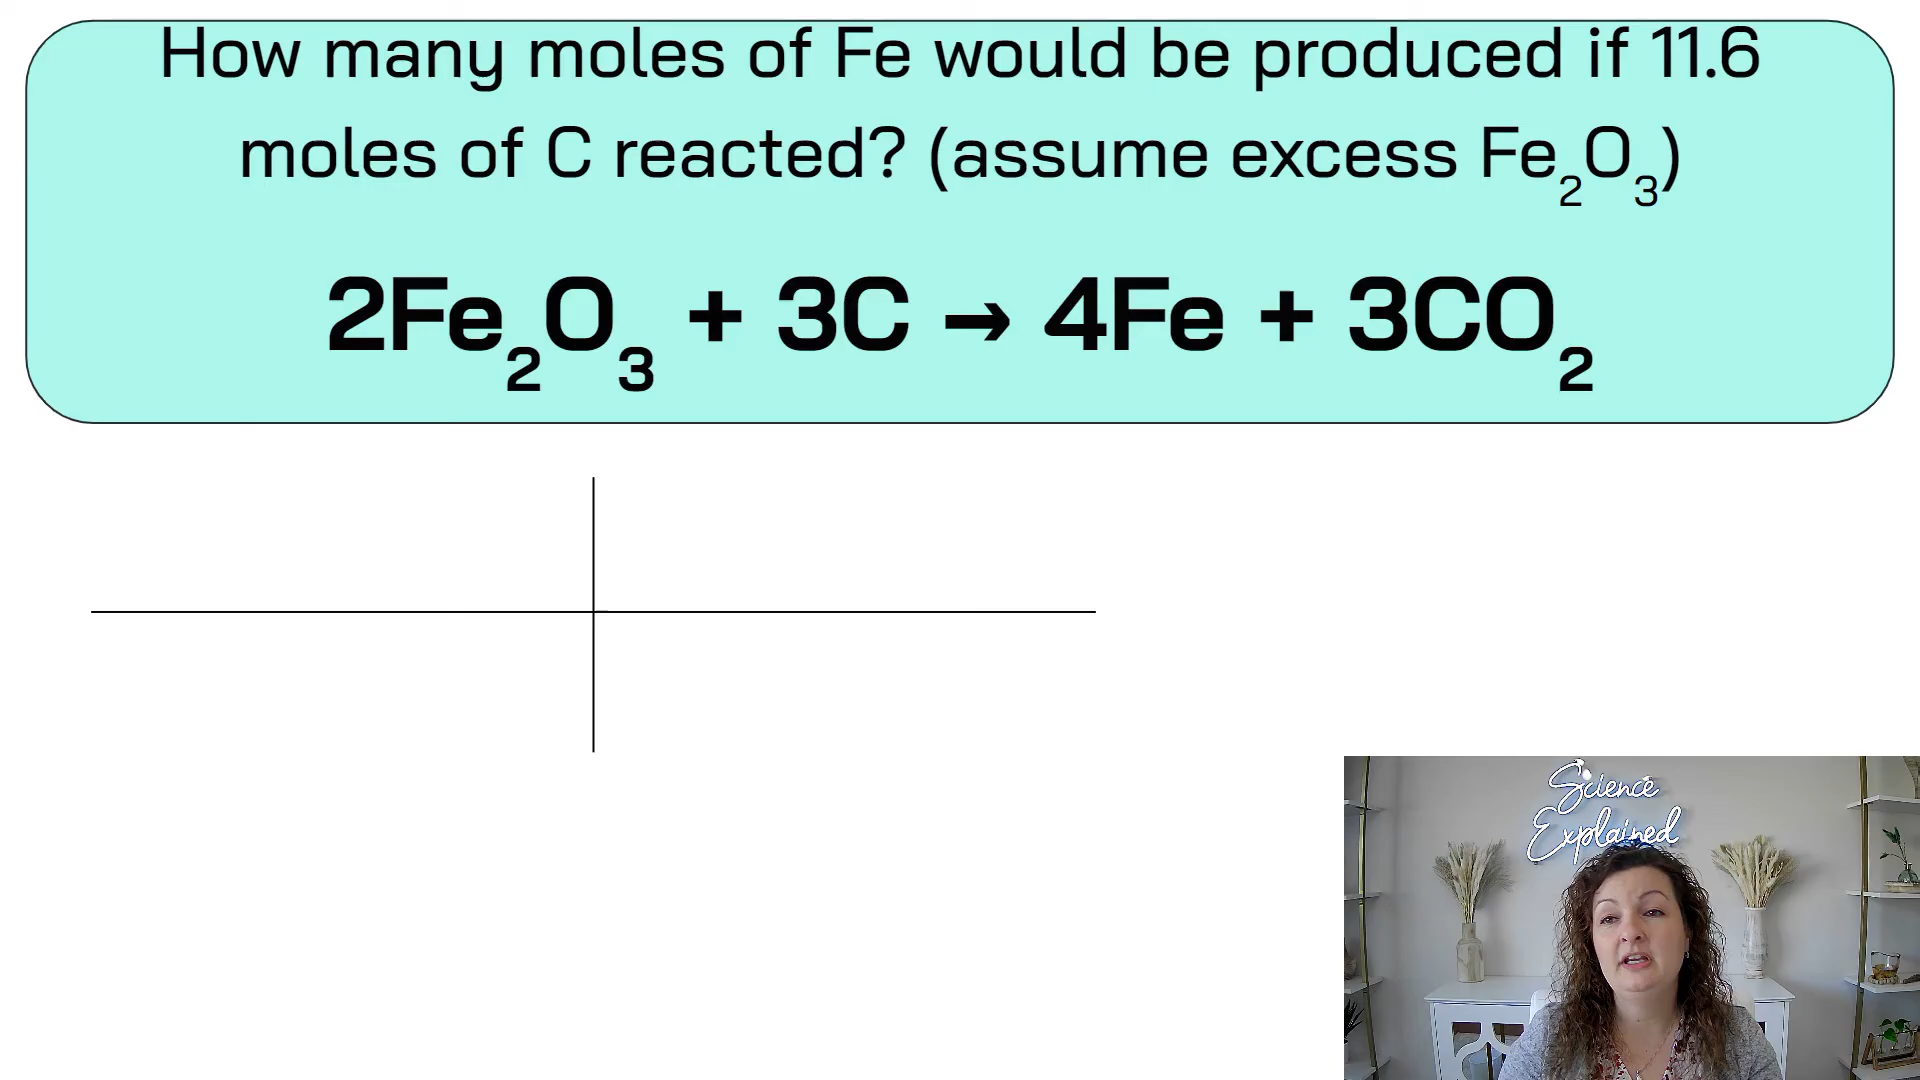 How many moles of Fe would be produced if 11.6
moles of C reacted? (assume excess Fe₂O₃)
2Fe₂O₃ + 3C → 4Fe + 3CO₂
Science
Explained